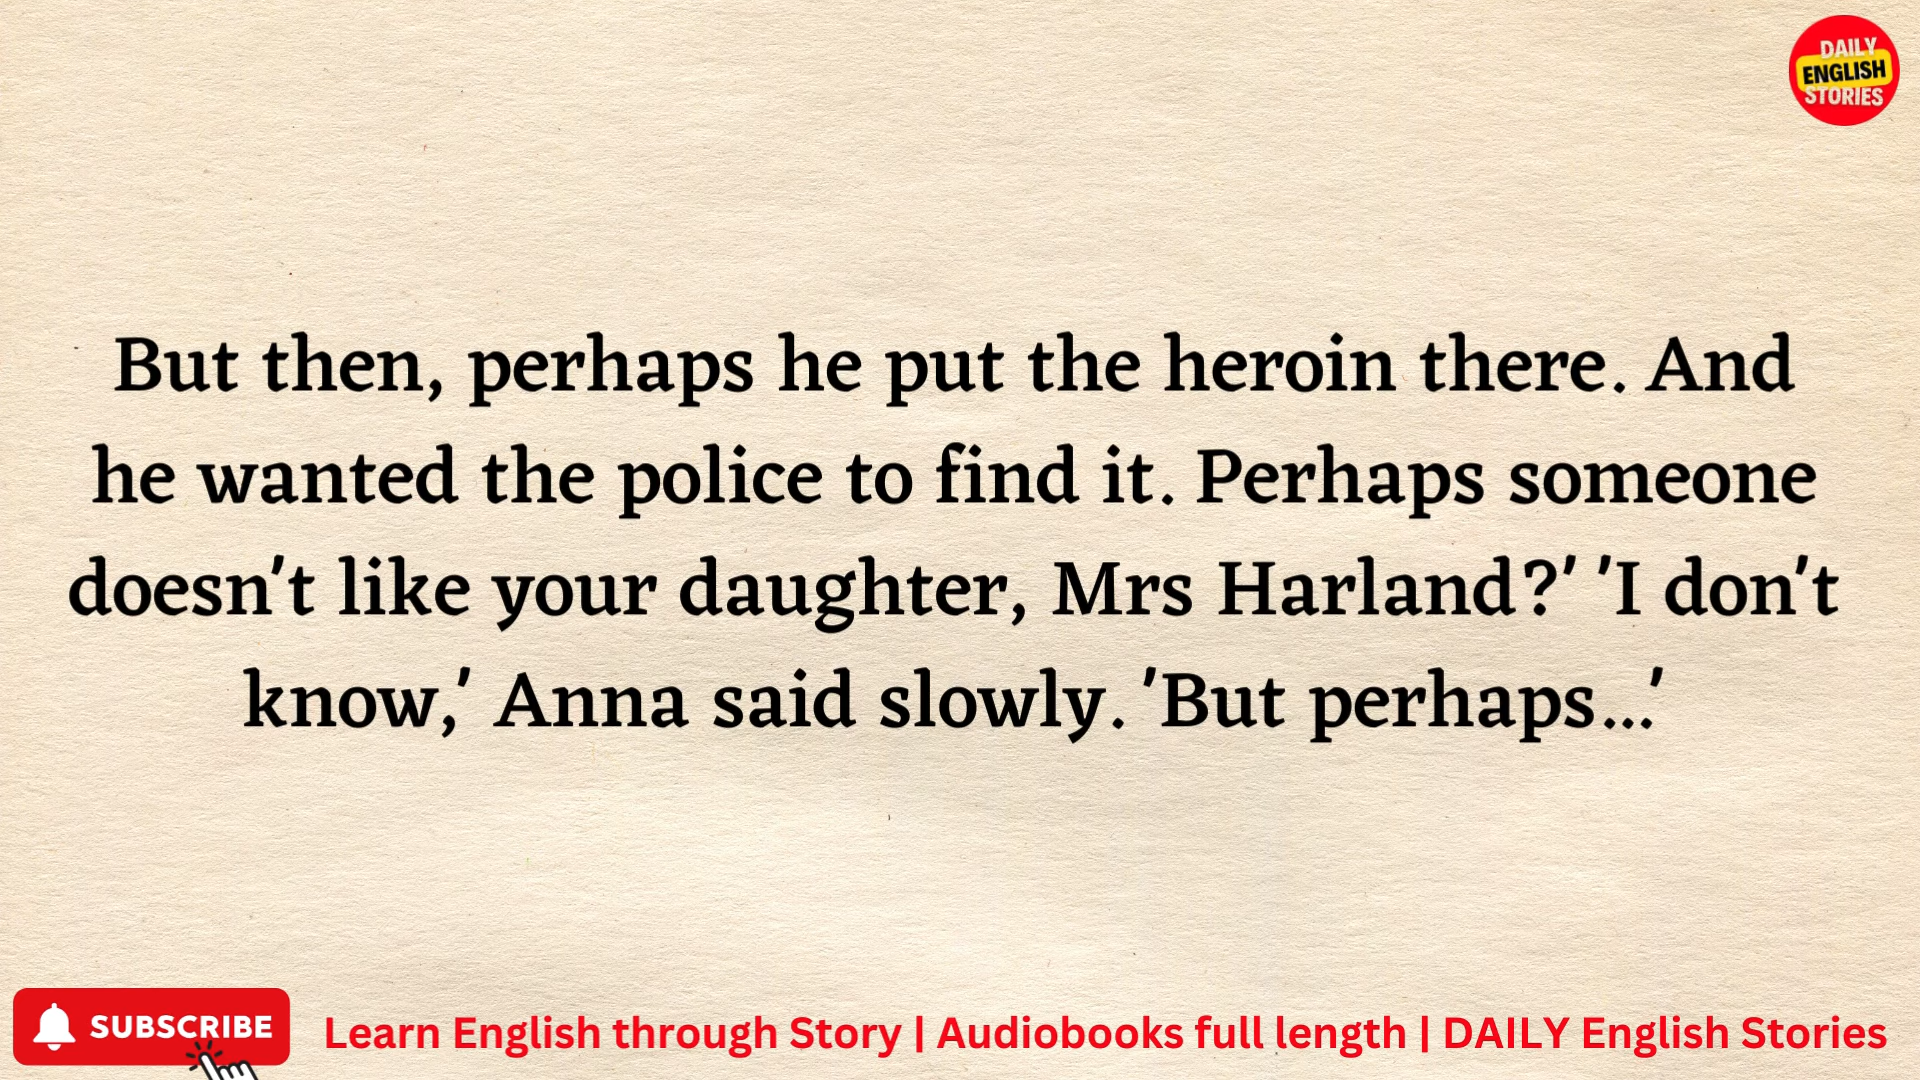 DAILY
ENGLISH
STORIES
But then, perhaps he put the heroin there. And
he wanted the police to find it. Perhaps someone
doesn't like your daughter, Mrs Harland?' 'I don't
know,' Anna said slowly. 'But perhaps...'
SUBSCRIBE
Learn English through Story | Audiobooks full length | DAILY English Stories